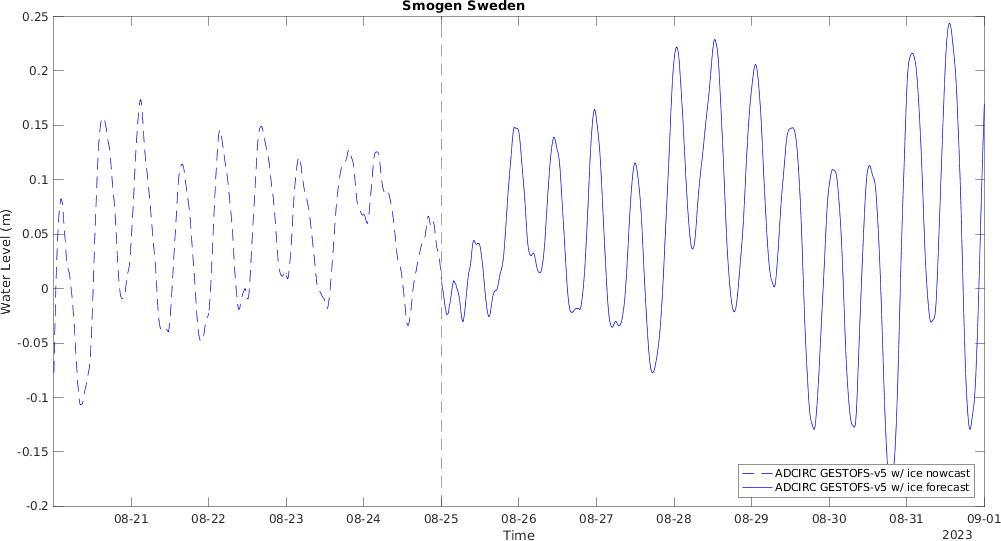 Smogen Sweden
0.25
0.2
0.15
0.1
0.05
0
-0.05
-0.1
-0.15
-0.2
Water Level (m)
ADCIRC GESTOFS-v5 w/ ice nowcast
ADCIRC GESTOFS-v5 w/ ice forecast
08-21 08-22 08-23 08-24 08-25 08-26 08-27 08-28 08-29 08-30 08-31 09-01
Time
2023